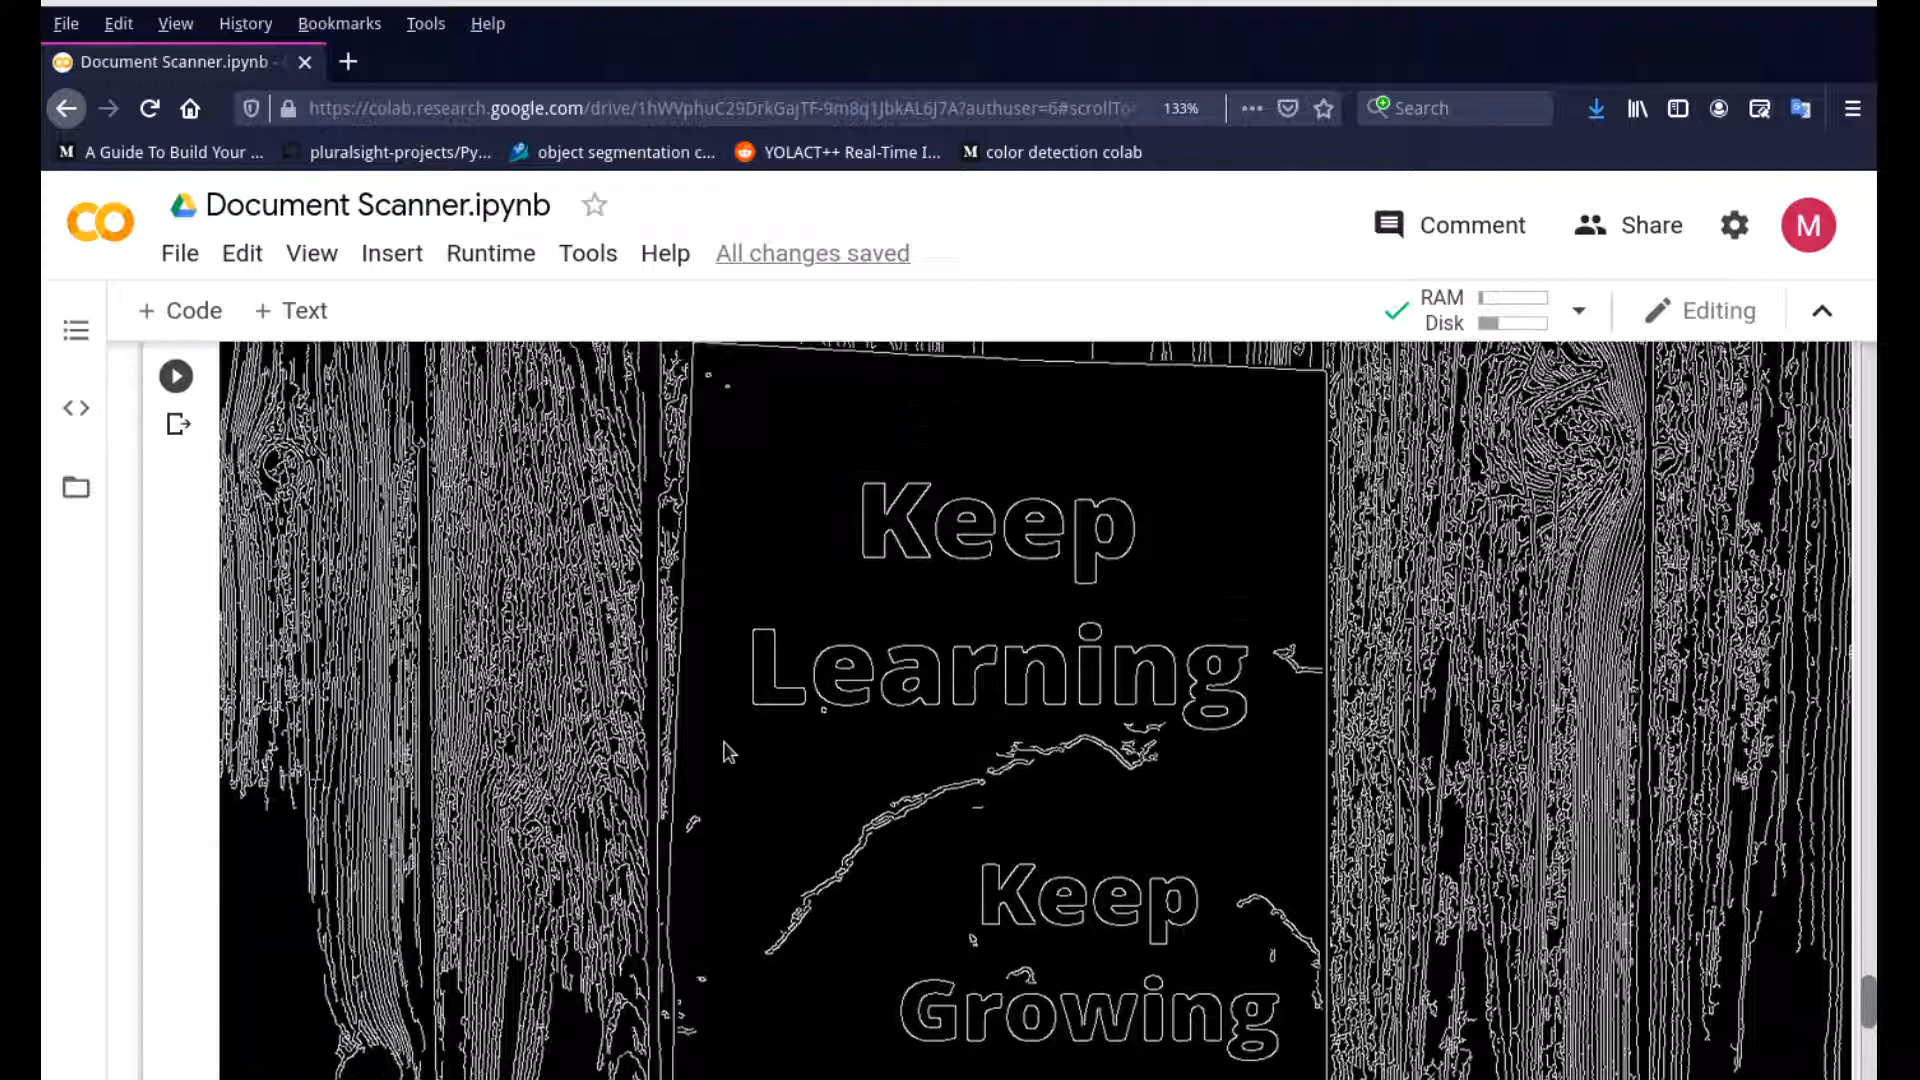 File Edit View History Bookmarks Tools Help
Document Scanner.ipynb -
https://colab.research.google.com/drive/1hWVphuC29DrkGajTF-9m8q1JbkAL6J7A?authuser=6#scrollTo 133% Search
A Guide To Build Your ... pluralsight-projects/Py... object segmentation c... YOLACT++ Real-Time I... color detection colab
Document Scanner.ipynb
Comment Share M
File Edit View Insert Runtime Tools Help All changes saved
+ Code + Text
RAM
Disk
Editing
Keep
Learning
Keep
Growing